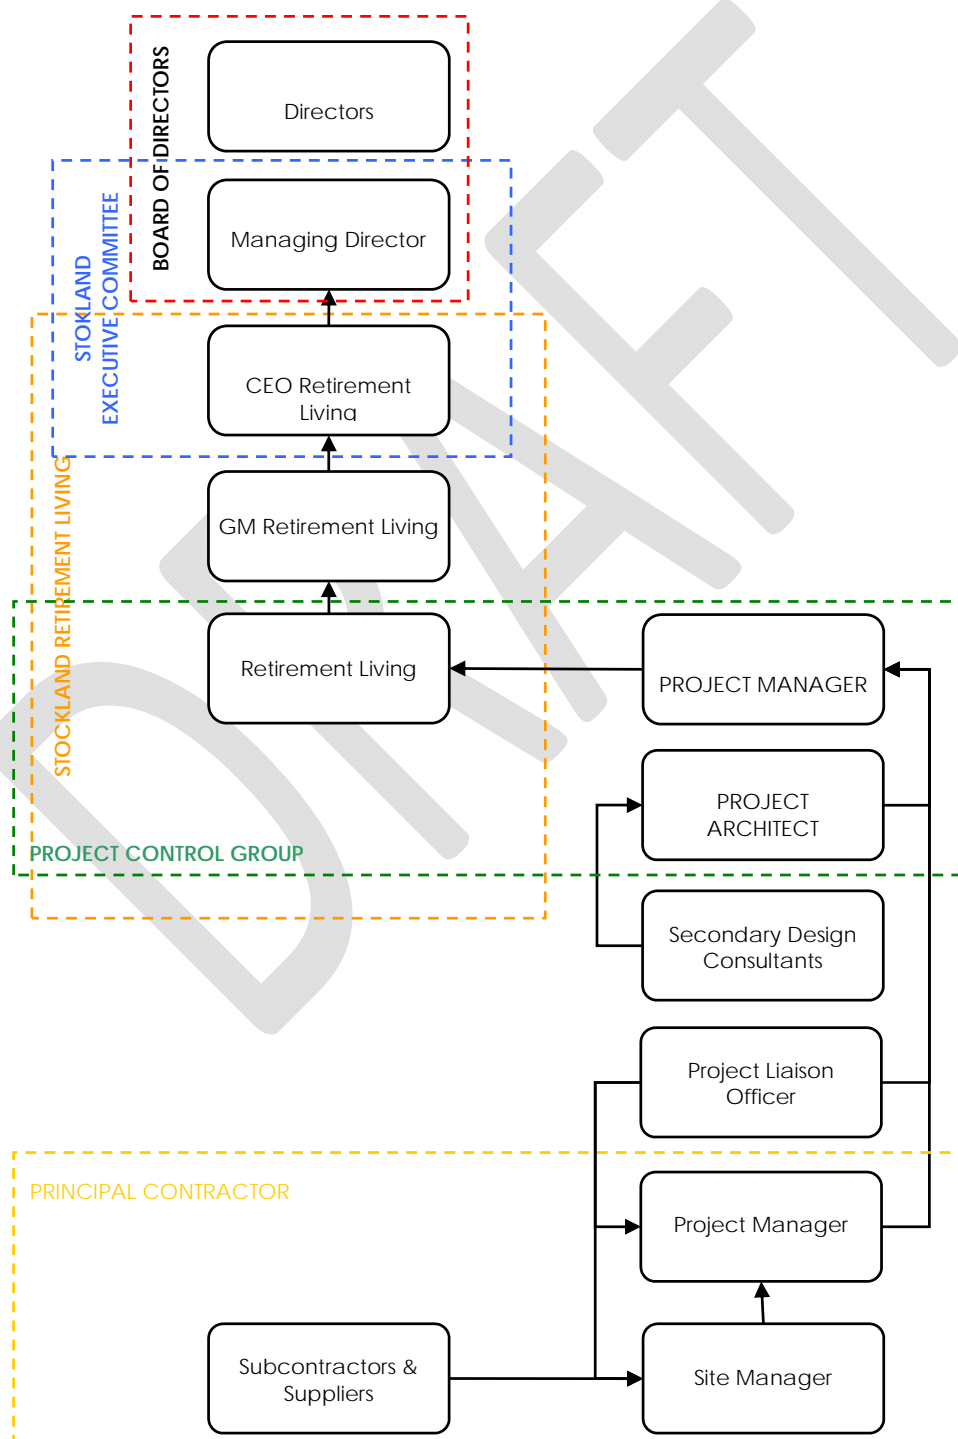 DRAFT
BOARD OF DIRECTORS
Directors
STOKLAND
EXECUTIVE COMMITTEE
Managing Director
CEO Retirement
Living
STOCKLAND RETIREMENT LIVING
GM Retirement Living
Retirement Living
PROJECT MANAGER
PROJECT
ARCHITECT
PROJECT CONTROL GROUP
Secondary Design
Consultants
Project Liaison
Officer
PRINCIPAL CONTRACTOR
Project Manager
Subcontractors &
Suppliers
Site Manager